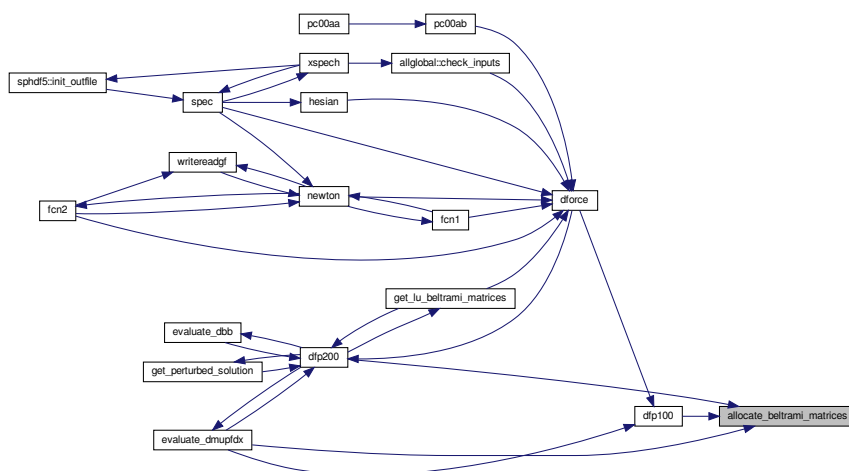 pc00aa
pc00ab
xspech
allglobal::check_inputs
sphdf5::init_outfile
spec
hesian
writereadgf
newton
dforce
fcn2
fcn1
get_lu_beltrami_matrices
evaluate_dbb
dfp200
get_perturbed_solution
dfp100
allocate_beltrami_matrices
evaluate_dmupfdx